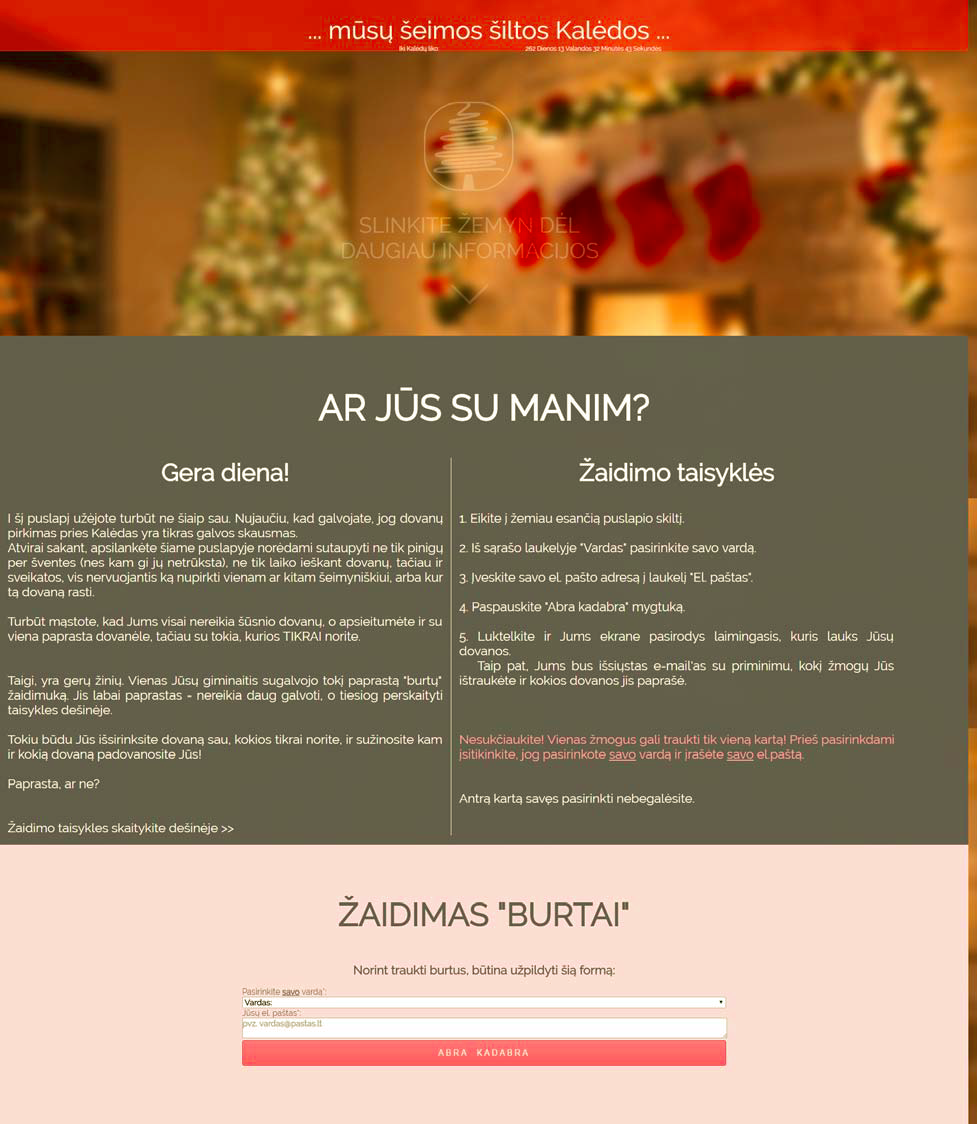 ... mūsų šeimos šiltos Kalėdos ...
Iki Kalėdų liko: 262 Dienos 13 Valandos 32 Minutės 43 Sekundės
SLINKITE ŽEMYN DĖL
DAUGIAU INFORMACIJOS
AR JŪS SU MANIM?
Gera diena!
I šį puslapį užėjote turbūt ne šiaip sau. Nujaučiu, kad galvojate, jog dovanų
pirkimas pries Kalėdas yra tikras galvos skausmas.
Atvirai sakant, apsilankėte šiame puslapyje norėdami sutaupyti ne tik pinigų
per šventes (nes kam gi jų netrūksta), ne tik laiko ieškant dovanų, tačiau ir
sveikatos, vis nervuojantis ką nupirkti vienam ar kitam šeimyniškiui, arba kur
tą dovaną rasti.
Turbūt mąstote, kad Jums visai nereikia šūsnio dovanų, o apsieitumėte ir su
viena paprasta dovanėle, tačiau su tokia, kurios TIKRAI norite.
Taigi, yra gerų žinių. Vienas Jūsų giminaitis sugalvojo tokį paprastą "burtų"
žaidimuką. Jis labai paprastas - nereikia daug galvoti, o tiesiog perskaityti
taisykles dešinėje.
Tokiu būdu Jūs išsirinksite dovaną sau, kokios tikrai norite, ir sužinosite kam
ir kokią dovaną padovanosite Jūs!
Paprasta, ar ne?
Žaidimo taisykles skaitykite dešinėje >>
Žaidimo taisyklės
1. Eikite į žemiau esančią puslapio skiltį.
2. Iš sąrašo laukelyje "Vardas" pasirinkite savo vardą.
3. Įveskite savo el. pašto adresą į laukelį "El. paštas".
4. Paspauskite "Abra kadabra" mygtuką.
5. Luktelkite ir Jums ekrane pasirodys laimingasis, kuris lauks Jūsų
dovanos.
Taip pat, Jums bus išsiųstas e-mail'as su priminimu, kokį žmogų Jūs
ištraukėte ir kokios dovanos jis paprašė.
Nesukčiaukite! Vienas žmogus gali traukti tik vieną kartą! Prieš pasirinkdami
įsitikinkite, jog pasirinkote savo vardą ir įrašėte savo el.paštą.
Antrą kartą savęs pasirinkti nebegalėsite.
ŽAIDIMAS "BURTAI"
Norint traukti burtus, būtina užpildyti šią formą:
Pasirinkite savo vardą*:
Vardas:
Jūsų el. paštas*:
pvz. vardas@pastas.lt
ABRA KADABRA